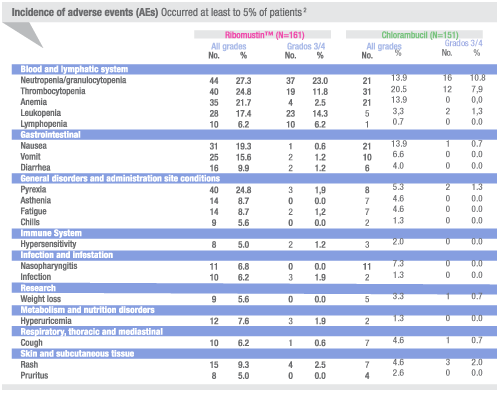 Incidence of adverse events (AEs) Occurred at least to 5% of patients 2
Ribomustin™ (N=161) Chlorambucil (N=151)
All grades Grades 3/4 All grades Grades 3/4
No. % No. % No. % No. %
Blood and lymphatic system
Neutropenia/granulocytopenia 44 27.3 37 23.0 21 13.9 16 10.8
Thrombocytopenia 40 24.8 19 11.8 31 20.5 12 7,9
Anemia 35 21.7 4 2.5 21 13.9 0 0,0
Leukopenia 28 17.4 23 14.3 5 3,3 2 1,3
Lymphopenia 10 6.2 10 6.2 1 0.7 0 0.0
Gastrointestinal
Nausea 31 19.3 1 0.6 21 13.9 1 0.7
Vomit 25 15.6 2 1.2 10 6.6 0 0.0
Diarrhea 16 9.9 2 1.2 6 4.0 0 0.0
General disorders and administration site conditions
Pyrexia 40 24.8 3 1,9 8 5.3 2 1.3
Asthenia 14 8.7 0 0.0 7 4.6 0 0.0
Fatigue 14 8.7 2 1,2 7 4.6 0 0.0
Chills 9 5.6 0 0.0 2 1.3 0 0.0
Immune System
Hypersensitivity 8 5.0 2 1.2 3 2.0 0 0.0
Infection and Infestation
Nasopharyngitis 11 6.8 0 0.0 11 7.3 0 0.0
Infection 10 6.2 3 1.9 2 1.3 0 0.0
Research
Weight loss 9 5.6 0 0.0 5 3.3 1 0.7
Metabolism and nutrition disorders
Hyperuricemia 12 7.6 3 1.9 2 1.3 0 0.0
Respiratory, thoracic and mediastinal
Cough 10 6.2 1 0.6 7 4.6 1 0.7
Skin and subcutaneous tissue
Rash 15 9.3 4 2.5 7 4.6 3 2.0
Pruritus 8 5.0 0 0.0 4 2.6 0 0.0